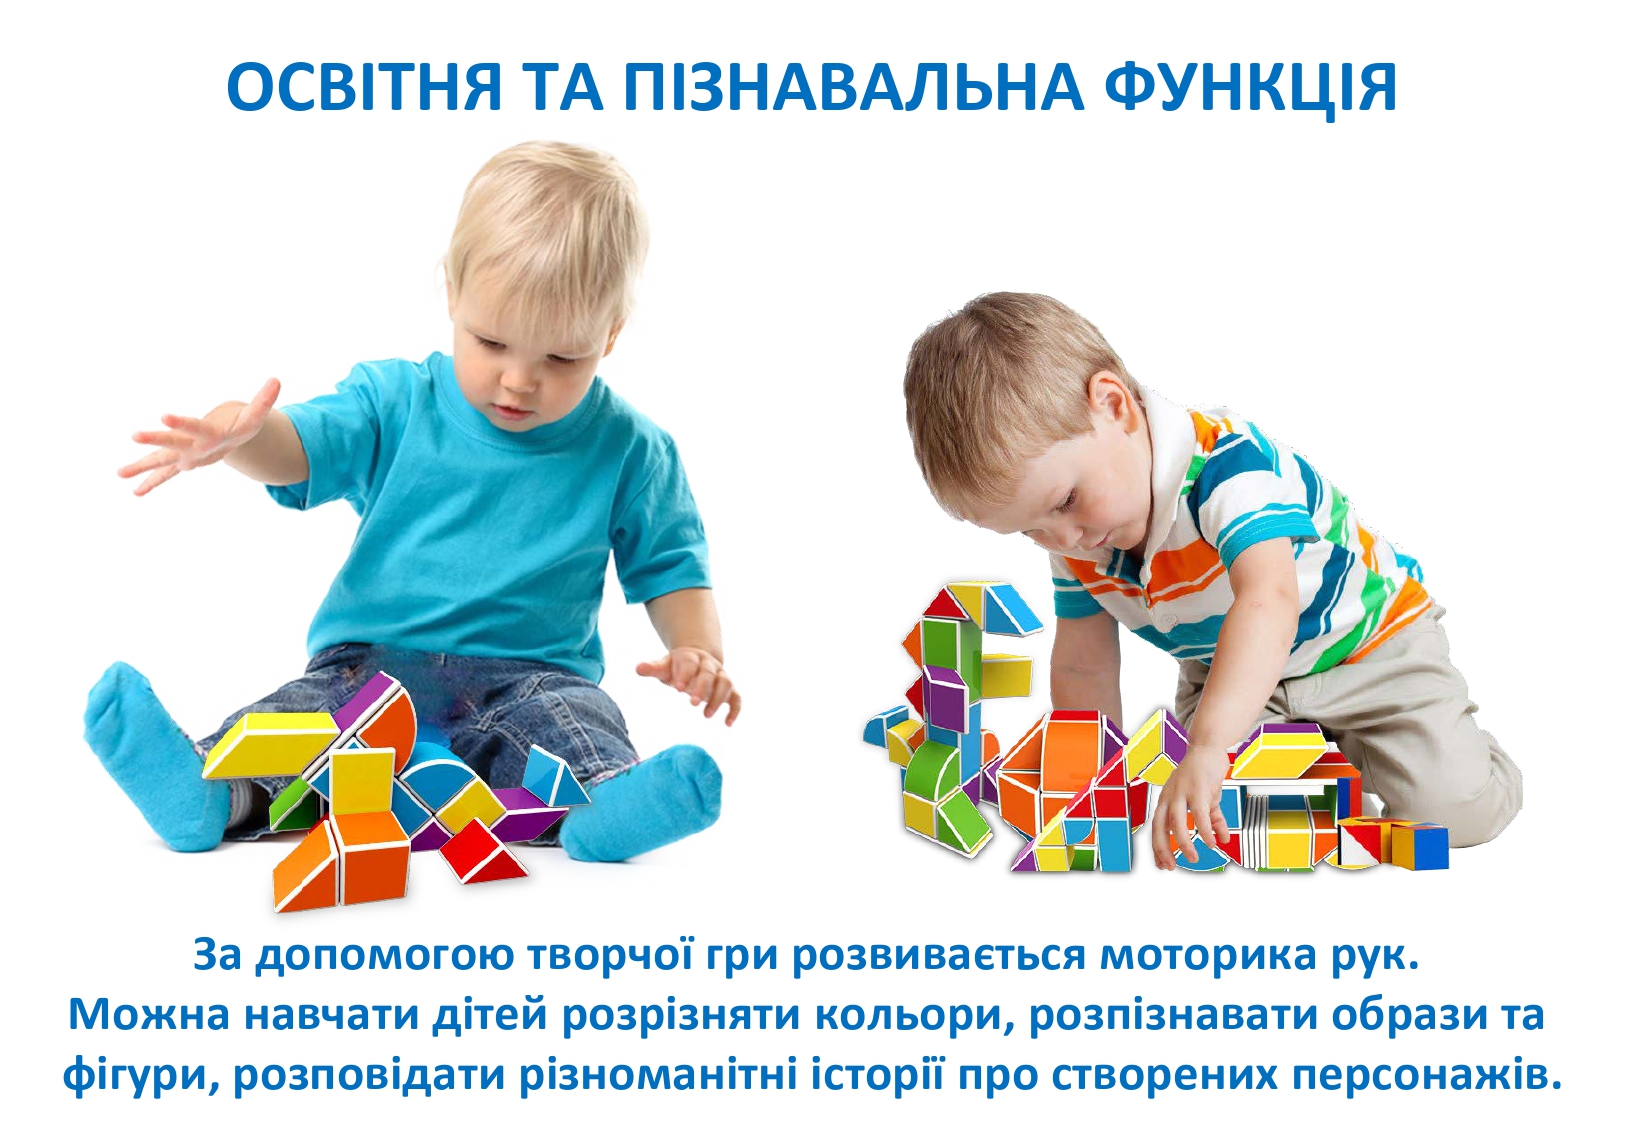 ОСВІТНЯ ТА ПІЗНАВАЛЬНА ФУНКЦІЯ
За допомогою творчої гри розвивається моторика рук.
Можна навчати дітей розрізняти кольори, розпізнавати образи та
фігури, розповідати різноманітні історії про створених персонажів.